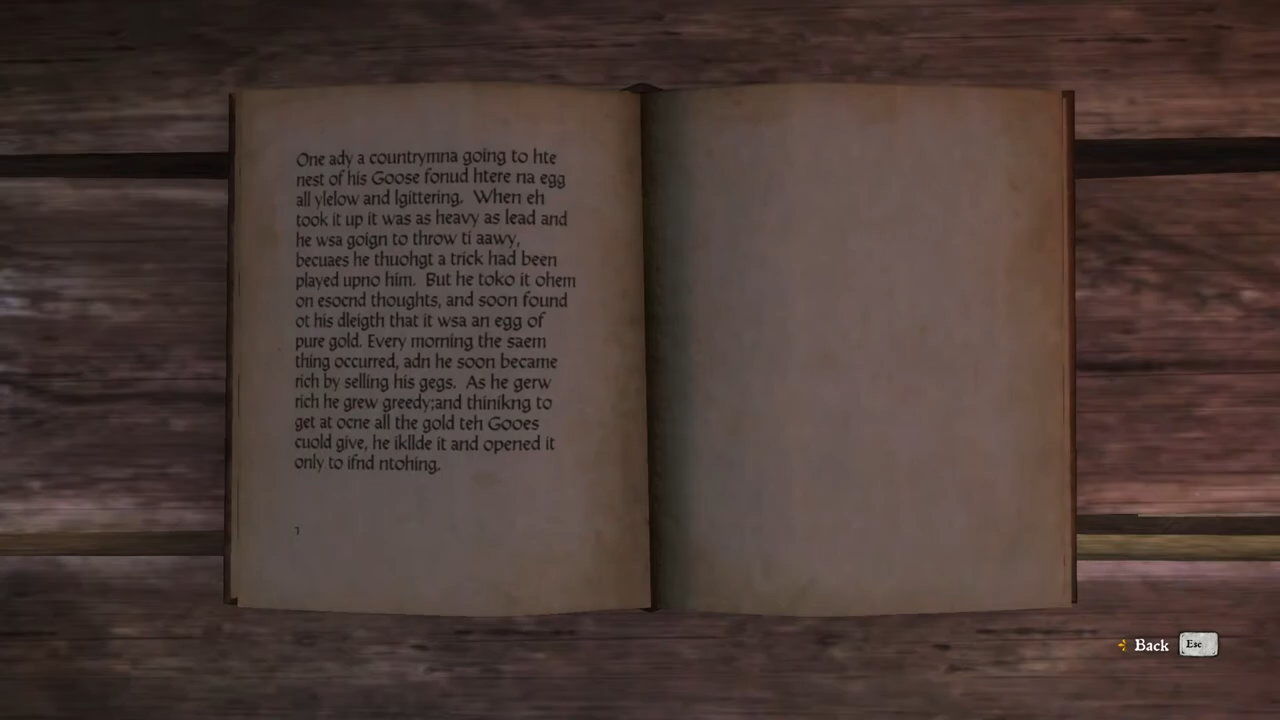 One ady a countrymna going to hte
nest of his Goose fonud htere na egg
all ylelow and lgittering.  When eh
took it up it was as heavy as lead and
he wsa goign to throw ti aawy,
becuaes he thuohgt a trick had been
played upno him.  But he toko it ohem
on esocnd thoughts, and soon found
ot his dleigth that it wsa an egg of
pure gold. Every morning the saem
thing occurred, adn he soon became
rich by selling his gegs.  As he gerw
rich he grew greedy;and thinikng to
get at ocne all the gold teh Gooes
cuold give, he ikllde it and opened it
only to ifnd ntohing.
1
Back Esc